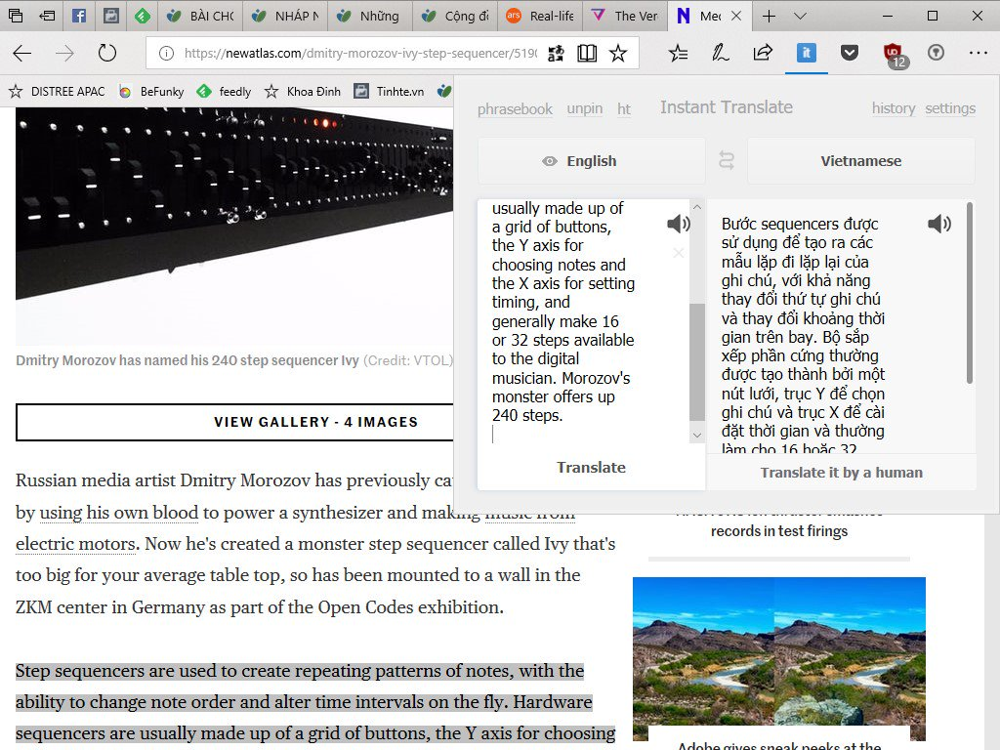 BÀI CHO
NHÁP N
Những
Cộng đồ
ars Real-life
The Ver
Med
https://newatlas.com/dmitry-morozov-ivy-step-sequencer/5190
it
12
DISTREE APAC
BeFunky
feedly
Khoa Đinh
Tinhte.vn
phrasebook
unpin
ht
Instant Translate
history
settings
English
Vietnamese
usually made up of
a grid of buttons,
the Y axis for
choosing notes and
the X axis for setting
timing, and
generally make 16
or 32 steps available
to the digital
musician. Morozov's
monster offers up
240 steps.
Translate
Bước sequencers được
sử dụng để tạo ra các
mẫu lặp đi lặp lại của
ghi chú, với khả năng
thay đổi thứ tự ghi chú
và thay đổi khoảng thời
gian trên bay. Bộ sắp
xếp phần cứng thường
được tạo thành bởi một
nút lưới, trục Y để chọn
ghi chú và trục X để cài
đặt thời gian và thường
làm cho 16 hoặc 32
Translate it by a human
Dmitry Morozov has named his 240 step sequencer Ivy (Credit: VTOL)
VIEW GALLERY - 4 IMAGES
Russian media artist Dmitry Morozov has previously cau
by using his own blood to power a synthesizer and making music from
electric motors. Now he's created a monster step sequencer called Ivy that's
too big for your average table top, so has been mounted to a wall in the
ZKM center in Germany as part of the Open Codes exhibition.
Step sequencers are used to create repeating patterns of notes, with the
ability to change note order and alter time intervals on the fly. Hardware
sequencers are usually made up of a grid of buttons, the Y axis for choosing
records in test firings
Adobe gives sneak peeks at the